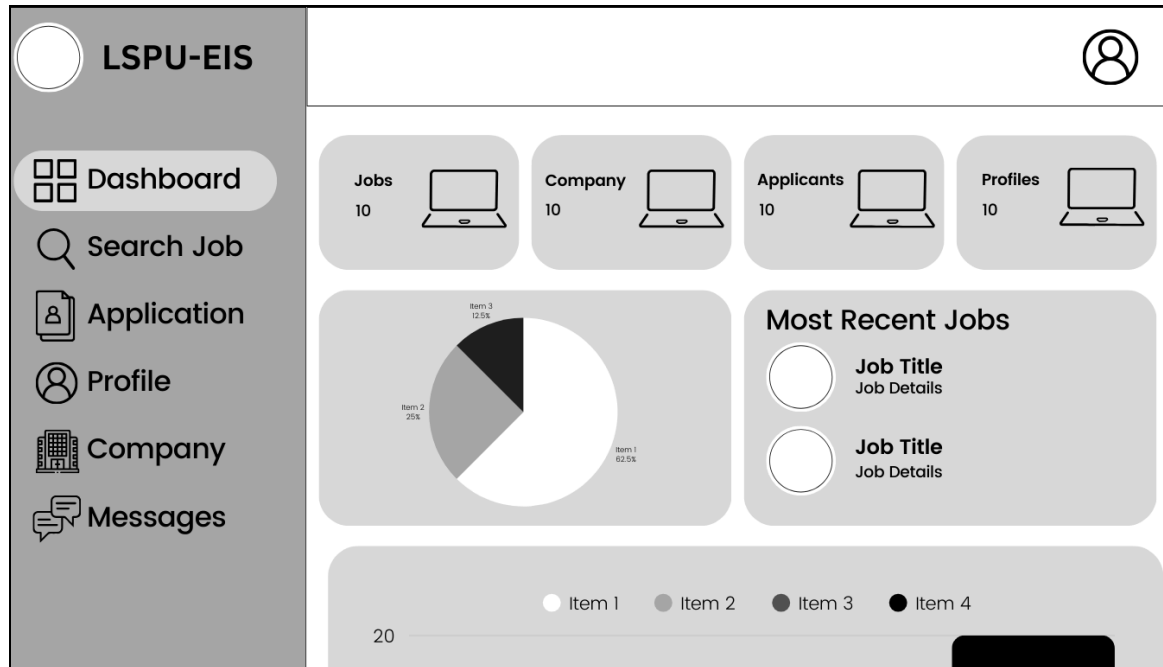 LSPU-EIS
Dashboard
Search Job
Application
Profile
Company
Messages
Jobs
10
Company
10
Applicants
10
Profiles
10
Item 3
12.5%
Item 2
25%
Item 1
62.5%
Most Recent Jobs
Job Title
Job Details
Job Title
Job Details
Item 1 Item 2 Item 3 Item 4
20